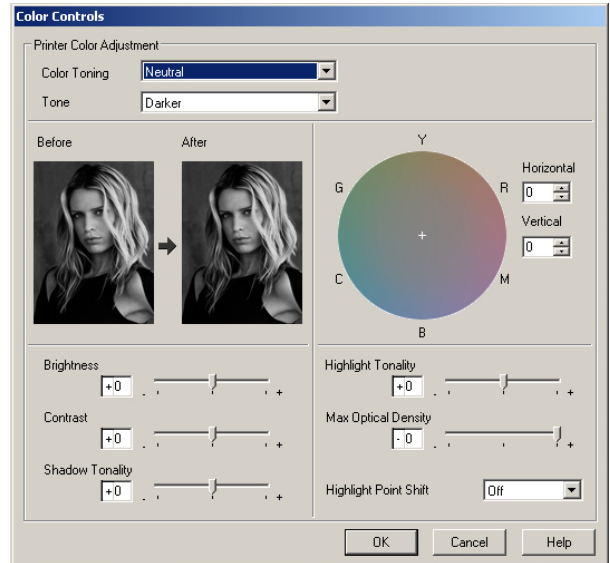 Color Controls
Printer Color Adjustment
Color Toning Neutral
Tone Darker
Before After
Y
G R
C M
B
Horizontal
0
Vertical
0
Brightness
+0
- +
Contrast
+0
- +
Shadow Tonality
+0
- +
Highlight Tonality
+0
- +
Max Optical Density
- 0
- +
Highlight Point Shift Off
OK Cancel Help